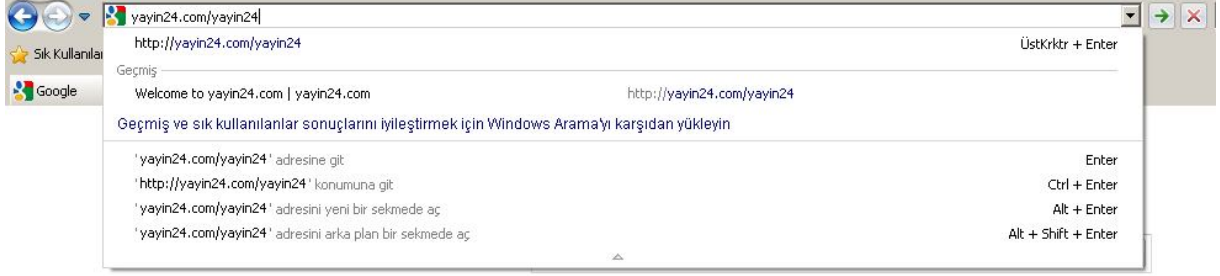 yayin24.com/yayin24
http://yayin24.com/yayin24 ÜstKrktr + Enter
Sık Kullanılan
Geçmiş
Google
Welcome to yayin24.com | yayin24.com http://yayin24.com/yayin24
Geçmiş ve sık kullanılanlar sonuçlarını iyileştirmek için Windows Arama'yı karşıdan yükleyin
'yayin24.com/yayin24' adresine git Enter
'http://yayin24.com/yayin24' konumuna git Ctrl + Enter
'yayin24.com/yayin24' adresini yeni bir sekmede aç Alt + Enter
'yayin24.com/yayin24' adresini arka plan bir sekmede aç Alt + Shift + Enter